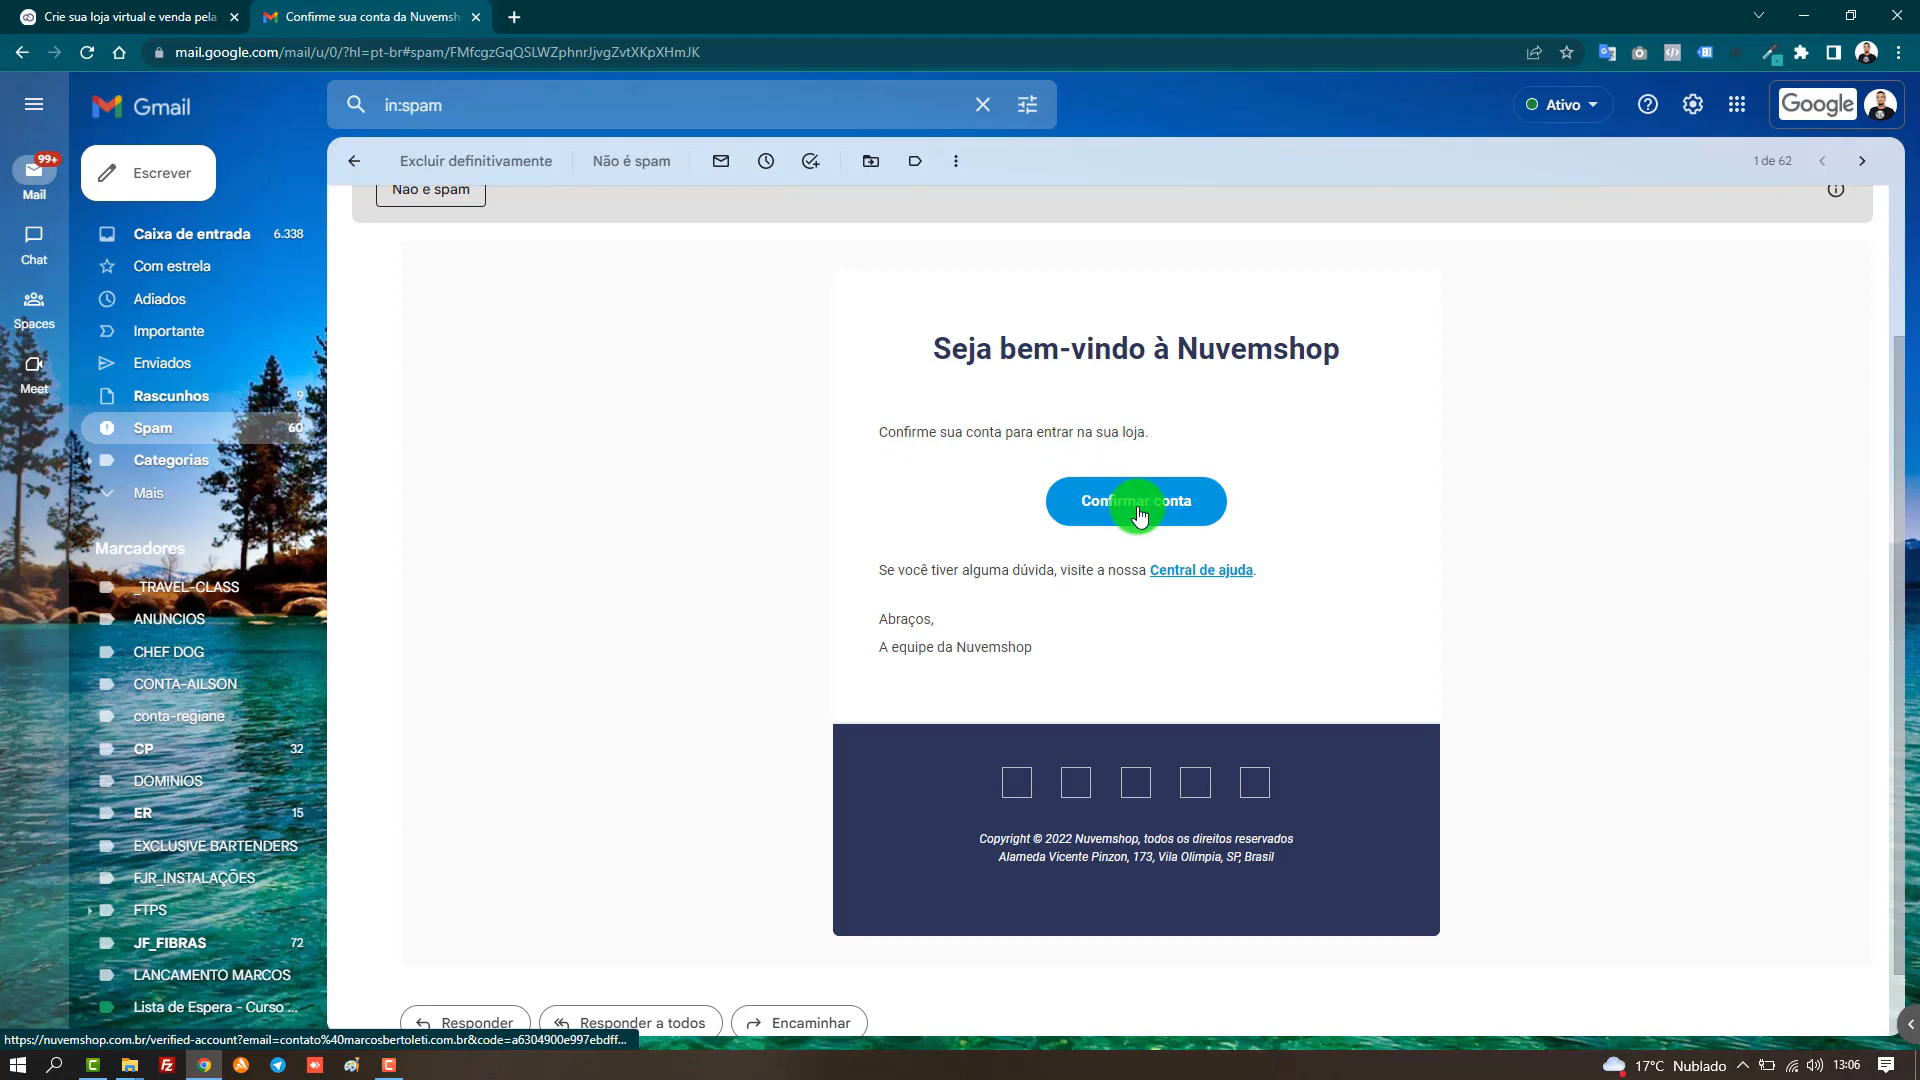 Crie sua loja virtual e venda pela
Confirme sua conta da Nuvemsh
mail.google.com/mail/u/0/?hl=pt-br#spam/FMfcgzGqQSLWZphnrJjvgZvtXKpXHmJK
Gmail
in:spam
Ativo
Google
99+
Mail
Chat
Spaces
Meet
Escrever
Caixa de entrada 6.338
Com estrela
Adiados
Importante
Enviados
Rascunhos 9
Spam 60
Categorias
Mais
Marcadores
_TRAVEL-CLASS
ANUNCIOS
CHEF DOG
CONTA-AILSON
conta-regiane
CP 32
DOMINIOS
ER 15
EXCLUSIVE BARTENDERS
FJR_INSTALAÇÕES
FTPS
JF_FIBRAS 72
LANCAMENTO MARCOS
Lista de Espera - Curso ...
Excluir definitivamente
Não é spam
1 de 62
Não é spam
Seja bem-vindo à Nuvemshop
Confirme sua conta para entrar na sua loja.
Confirmar conta
Se você tiver alguma dúvida, visite a nossa Central de ajuda.
Abraços,
A equipe da Nuvemshop
Copyright © 2022 Nuvemshop, todos os direitos reservados
Alameda Vicente Pinzon, 173, Vila Olimpia, SP, Brasil
Responder
Responder a todos
Encaminhar
https://nuvemshop.com.br/verified-account?email=contato%40marcosbertoleti.com.br&code=a6304900e997ebdff...
17°C Nublado
13:06